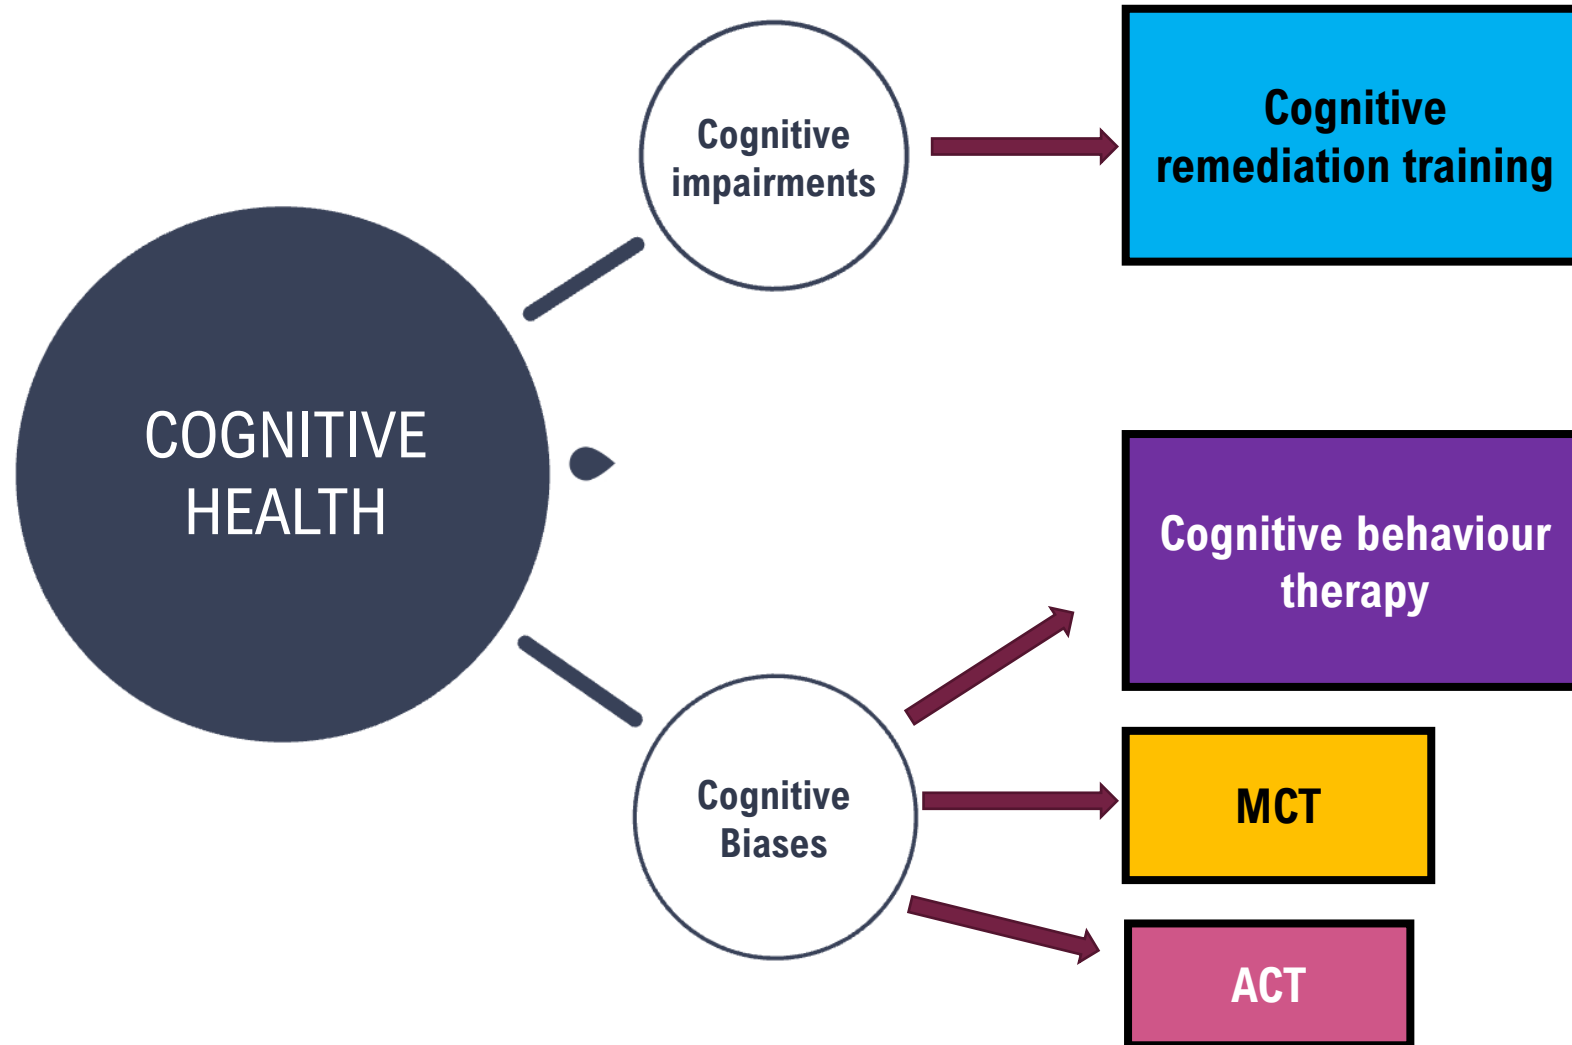 COGNITIVE
HEALTH
Cognitive
impairments
Cognitive
remediation training
Cognitive
Biases
Cognitive behaviour
therapy
MCT
ACT